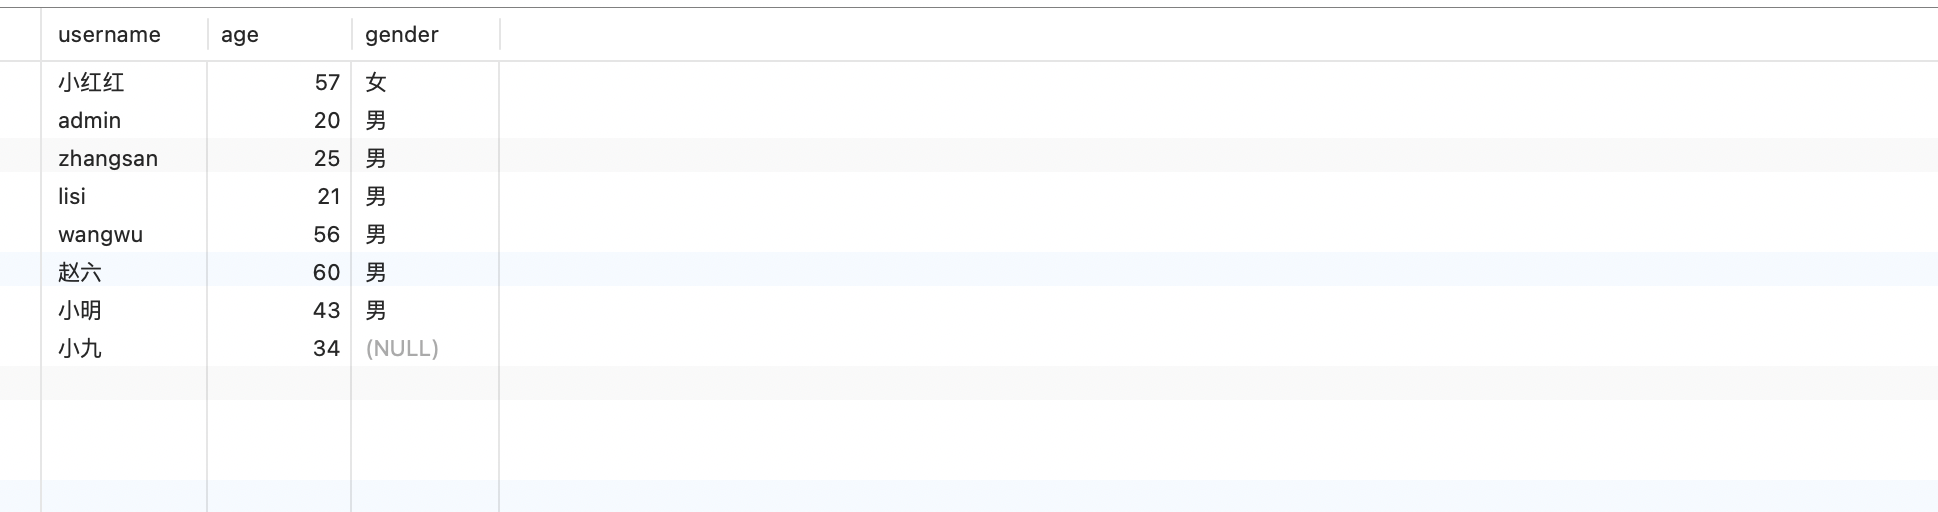 username age gender
小红红 57 女
admin 20 男
zhangsan 25 男
lisi 21 男
wangwu 56 男
赵六 60 男
小明 43 男
小九 34 (NULL)